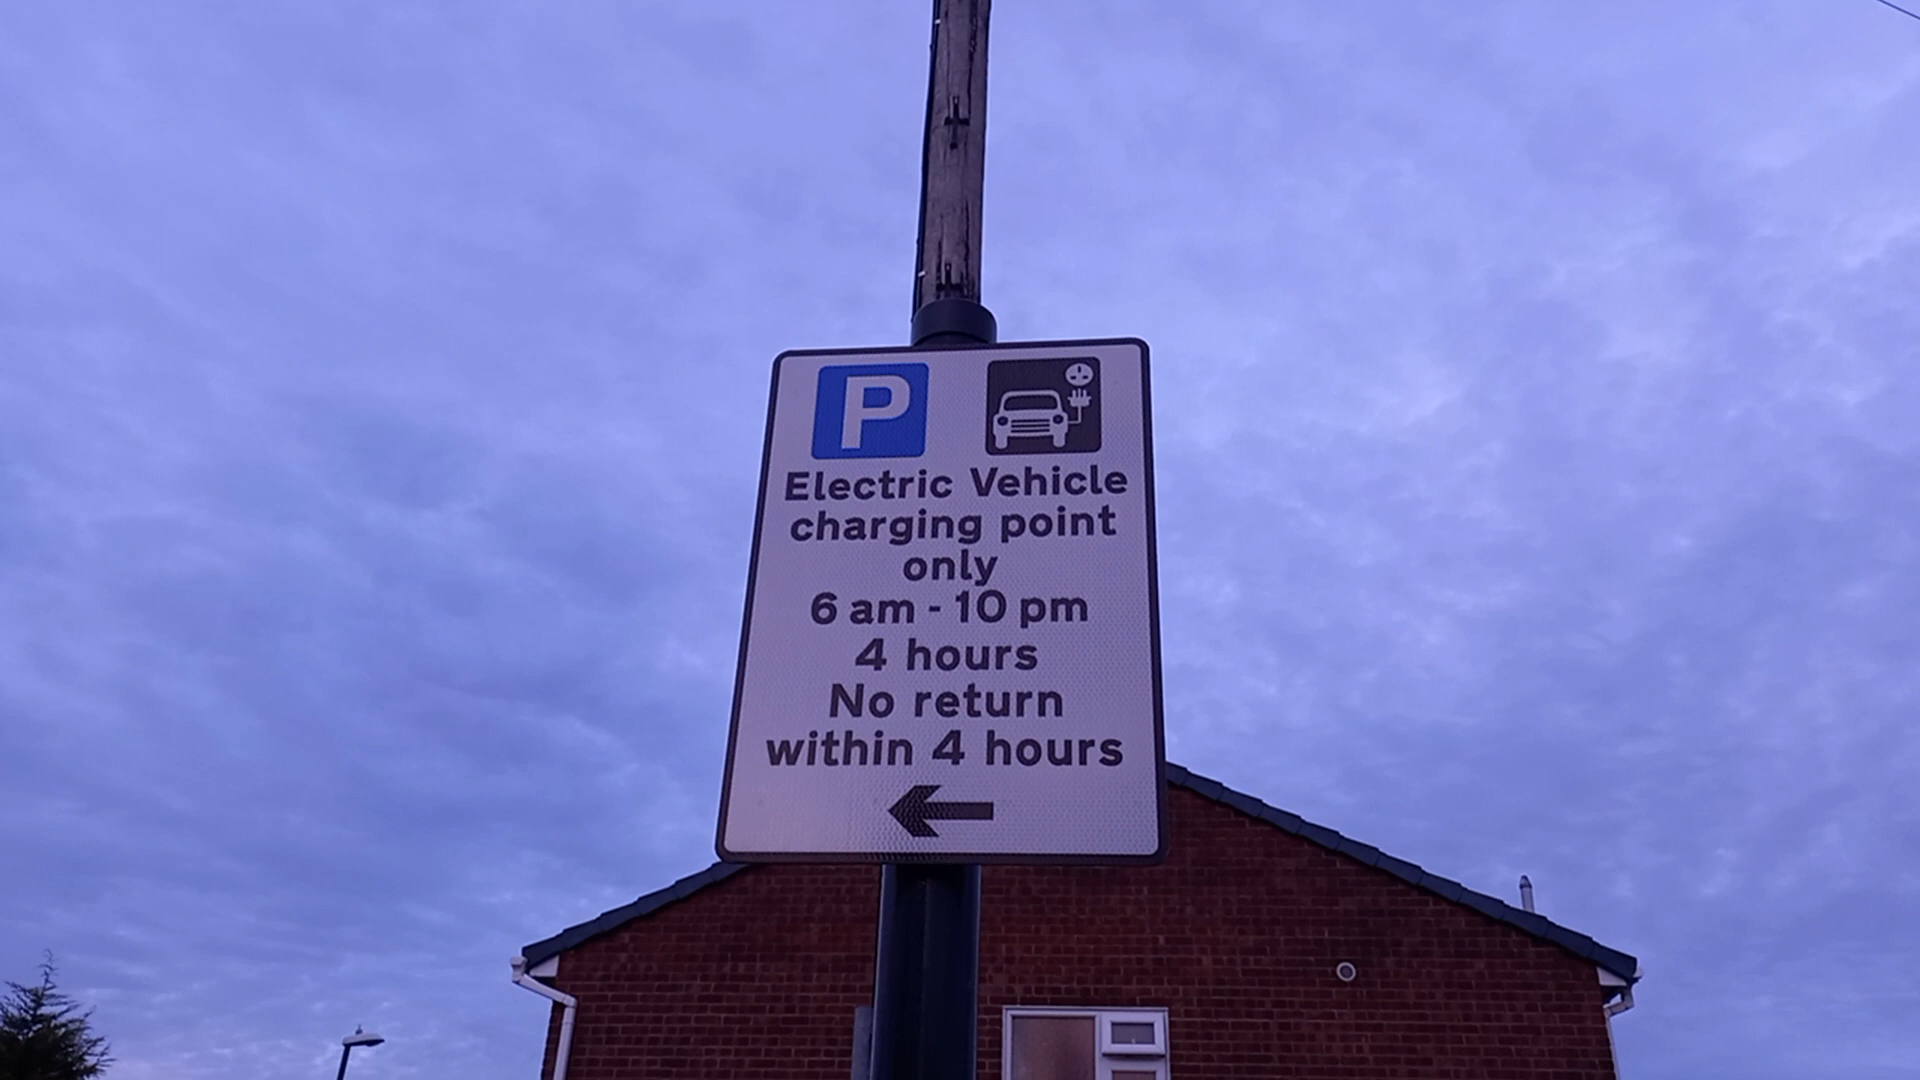 P
Electric Vehicle
charging point
only
6 am - 10 pm
4 hours
No return
within 4 hours